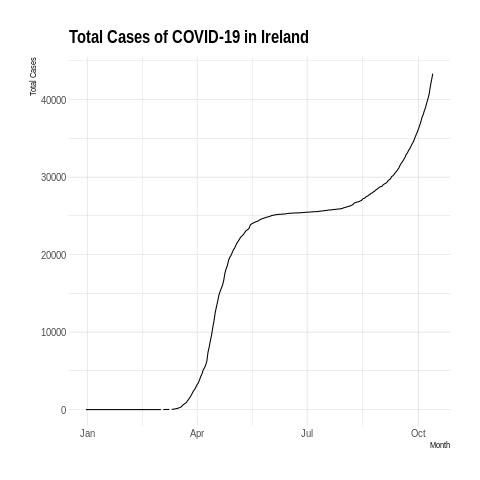 Total Cases of COVID-19 in Ireland
Total Cases
40000
30000
20000
10000
0
Jan Apr Jul Oct
Month